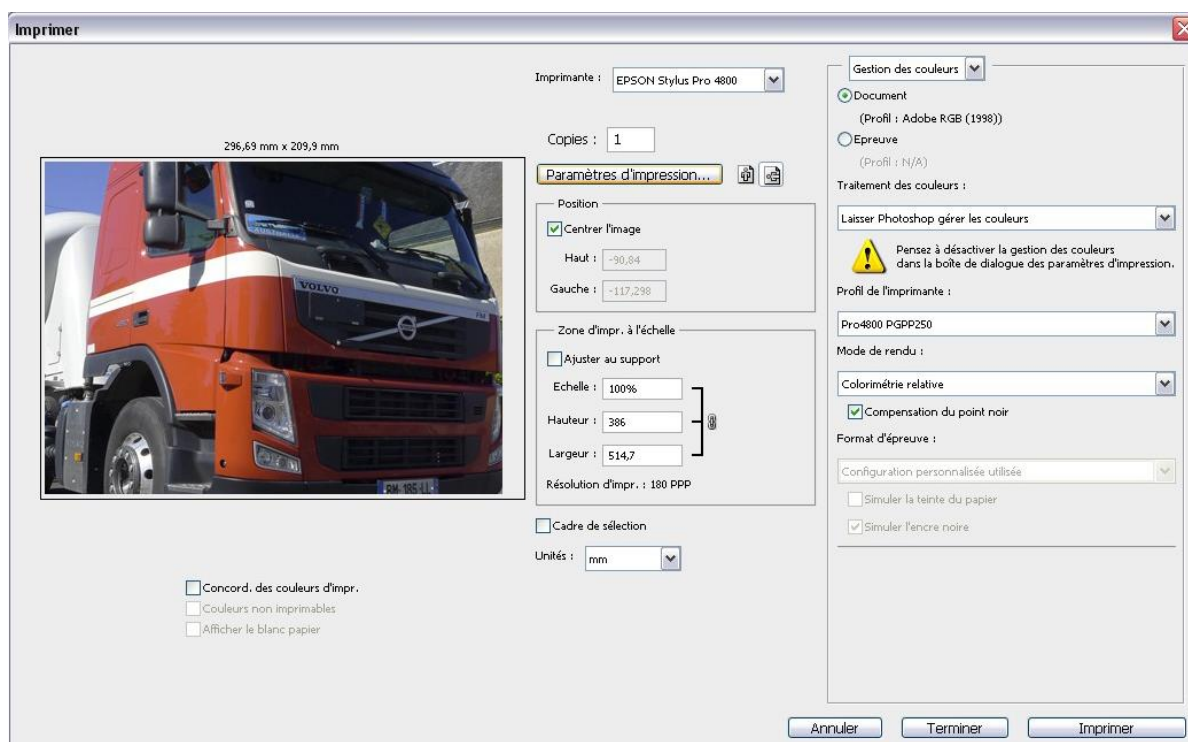 Imprimer
296,69 mm x 209,9 mm
AUSTRALIA
VOLVO
FM
BM-185-LL
Concord. des couleurs d'impr.
Couleurs non imprimables
Afficher le blanc papier
Imprimante :
EPSON Stylus Pro 4800
Copies :
1
Paramètres d'impression...
Position
Centrer l'image
Haut :
-90,84
Gauche :
-117,298
Zone d'impr. à l'échelle
Ajuster au support
Echelle :
100%
Hauteur :
386
Largeur :
514,7
Résolution d'impr. : 180 PPP
Cadre de sélection
Unités :
mm
Gestion des couleurs
Document
(Profil : Adobe RGB (1998))
Epreuve
(Profil : N/A)
Traitement des couleurs :
Laisser Photoshop gérer les couleurs
Pensez à désactiver la gestion des couleurs
dans la boîte de dialogue des paramètres d'impression.
Profil de l'imprimante :
Pro4800 PGPP250
Mode de rendu :
Colorimétrie relative
Compensation du point noir
Format d'épreuve :
Configuration personnalisée utilisée
Simuler la teinte du papier
Simuler l'encre noire
Annuler
Terminer
Imprimer